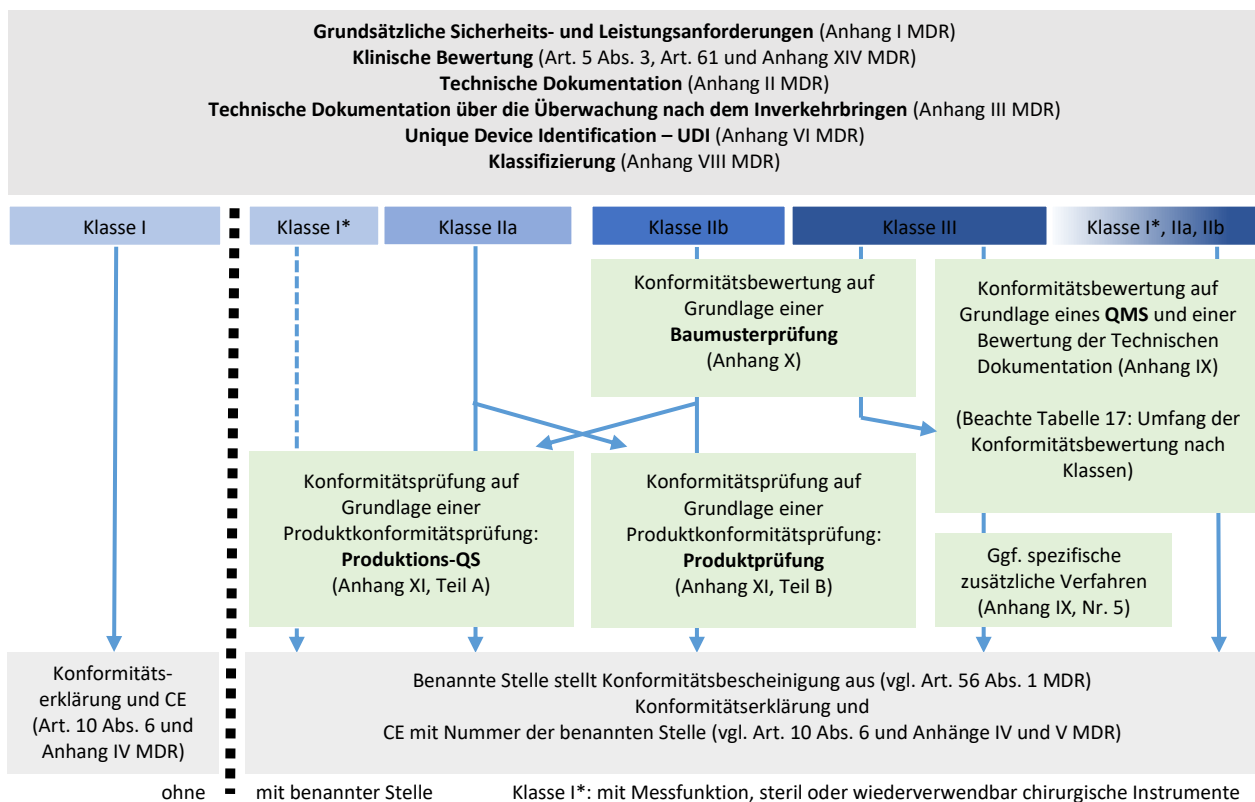 Grundsätzliche Sicherheits- und Leistungsanforderungen (Anhang I MDR)
Klinische Bewertung (Art. 5 Abs. 3, Art. 61 und Anhang XIV MDR)
Technische Dokumentation (Anhang II MDR)
Technische Dokumentation über die Überwachung nach dem Inverkehrbringen (Anhang III MDR)
Unique Device Identification – UDI (Anhang VI MDR)
Klassifizierung (Anhang VIII MDR)
Klasse I
Klasse I*
Klasse IIa
Klasse IIb
Klasse III
Klasse I*, IIa, IIb
Konformitätsbewertung auf
Grundlage einer
Baumusterprüfung
(Anhang X)
Konformitätsbewertung auf
Grundlage eines QMS und einer
Bewertung der Technischen
Dokumentation (Anhang IX)
(Beachte Tabelle 17: Umfang der
Konformitätsbewertung nach
Klassen)
Konformitätsprüfung auf
Grundlage einer
Produktkonformitätsprüfung:
Produktions-QS
(Anhang XI, Teil A)
Konformitätsprüfung auf
Grundlage einer
Produktkonformitätsprüfung:
Produktprüfung
(Anhang XI, Teil B)
Ggf. spezifische
zusätzliche Verfahren
(Anhang IX, Nr. 5)
Konformitäts-
erklärung und CE
(Art. 10 Abs. 6 und
Anhang IV MDR)
Benannte Stelle stellt Konformitätsbescheinigung aus (vgl. Art. 56 Abs. 1 MDR)
Konformitätserklärung und
CE mit Nummer der benannten Stelle (vgl. Art. 10 Abs. 6 und Anhänge IV und V MDR)
ohne
mit benannter Stelle
Klasse I*: mit Messfunktion, steril oder wiederverwendbar chirurgische Instrumente